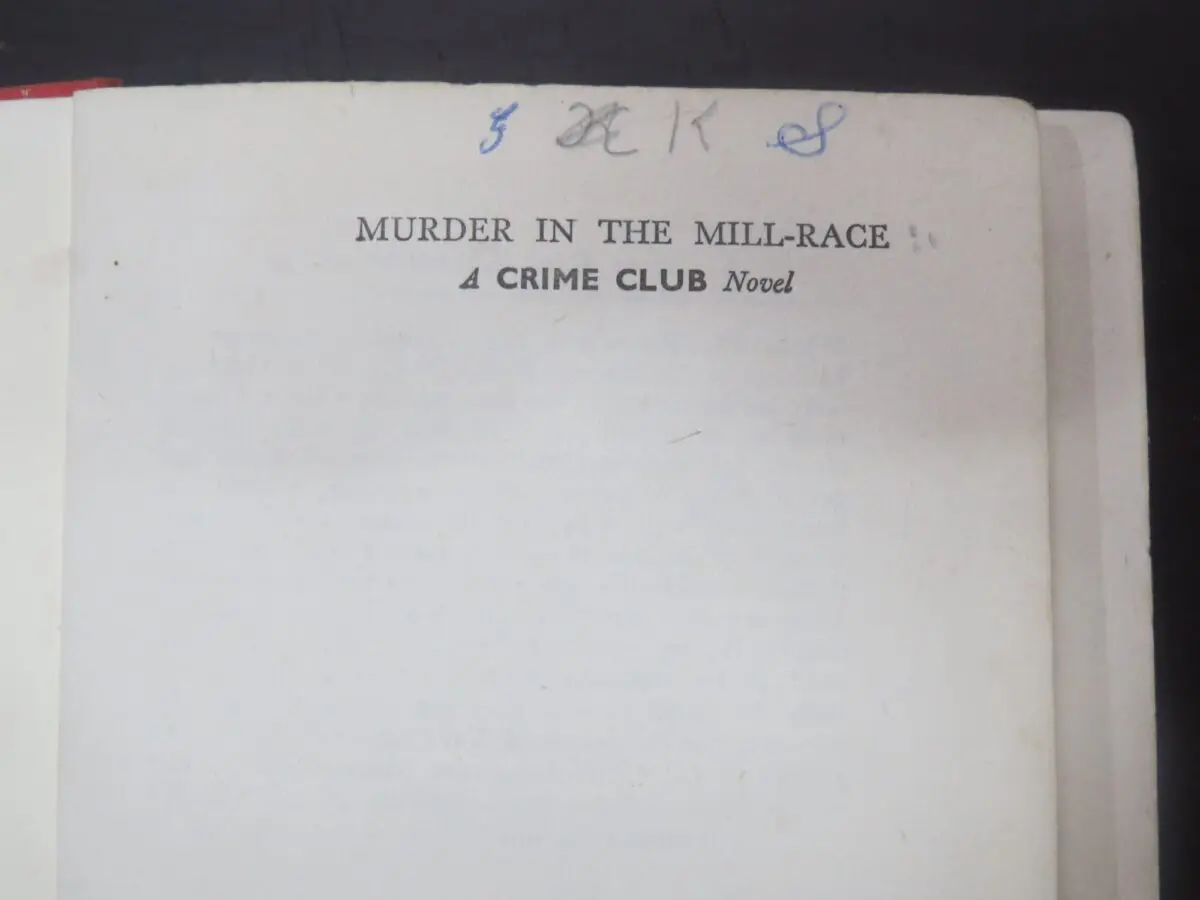 K S
MURDER IN THE MILL-RACE
A CRIME CLUB Novel